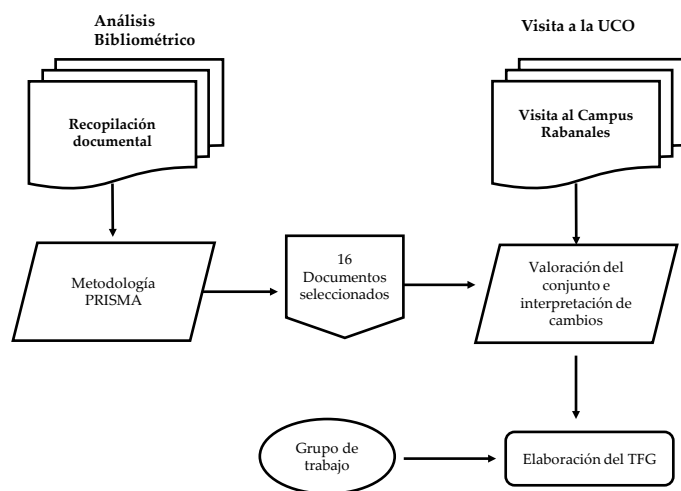 Análisis
Bibliométrico
Visita a la UCO
Recopilación
documental
Visita al Campus
Rabanales
Metodología
PRISMA
16
Documentos
seleccionados
Valoración del
conjunto e
interpretación de
cambios
Grupo de
trabajo
Elaboración del TFG